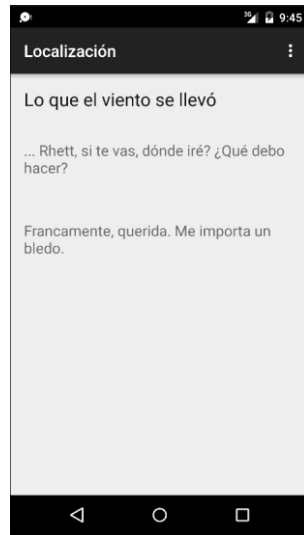 3G 9:45
Localización
Lo que el viento se llevó
... Rhett, si te vas, dónde iré? ¿Qué debo
hacer?
Francamente, querida. Me importa un
bledo.